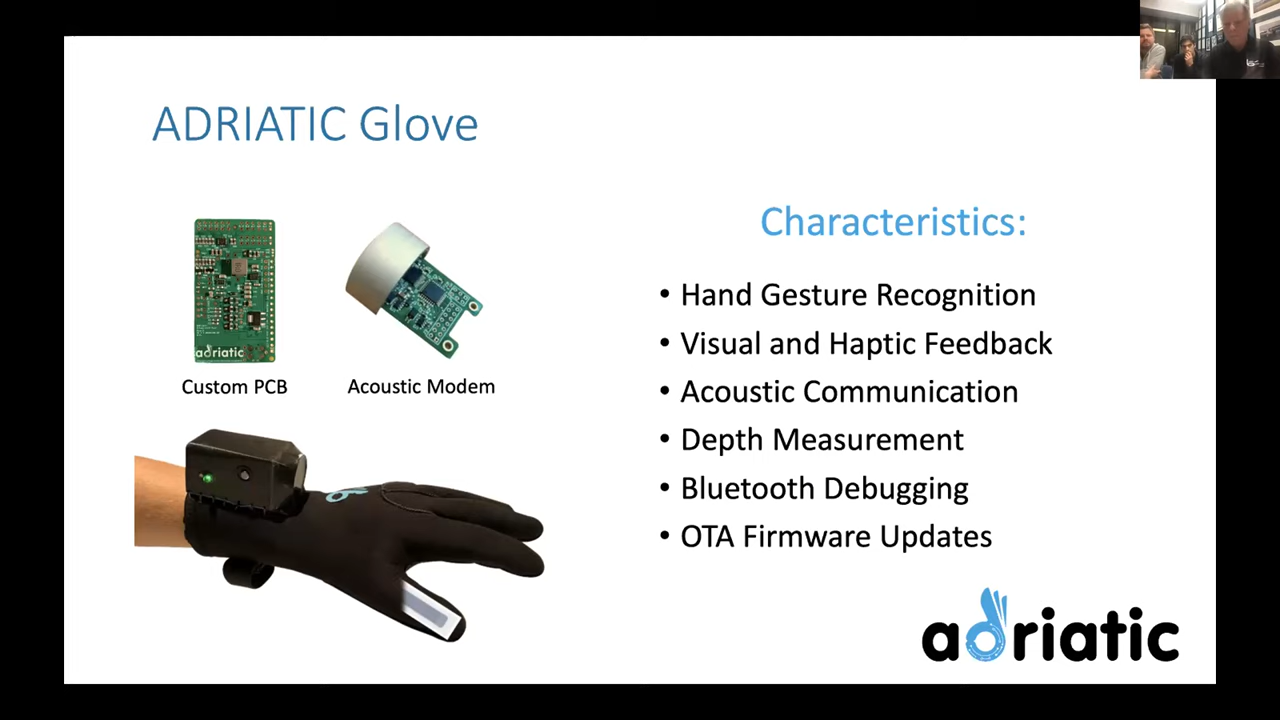 ADRIATIC Glove
adriatic
Custom PCB
Acoustic Modem
Characteristics:
• Hand Gesture Recognition
• Visual and Haptic Feedback
• Acoustic Communication
• Depth Measurement
• Bluetooth Debugging
• OTA Firmware Updates
adriatic